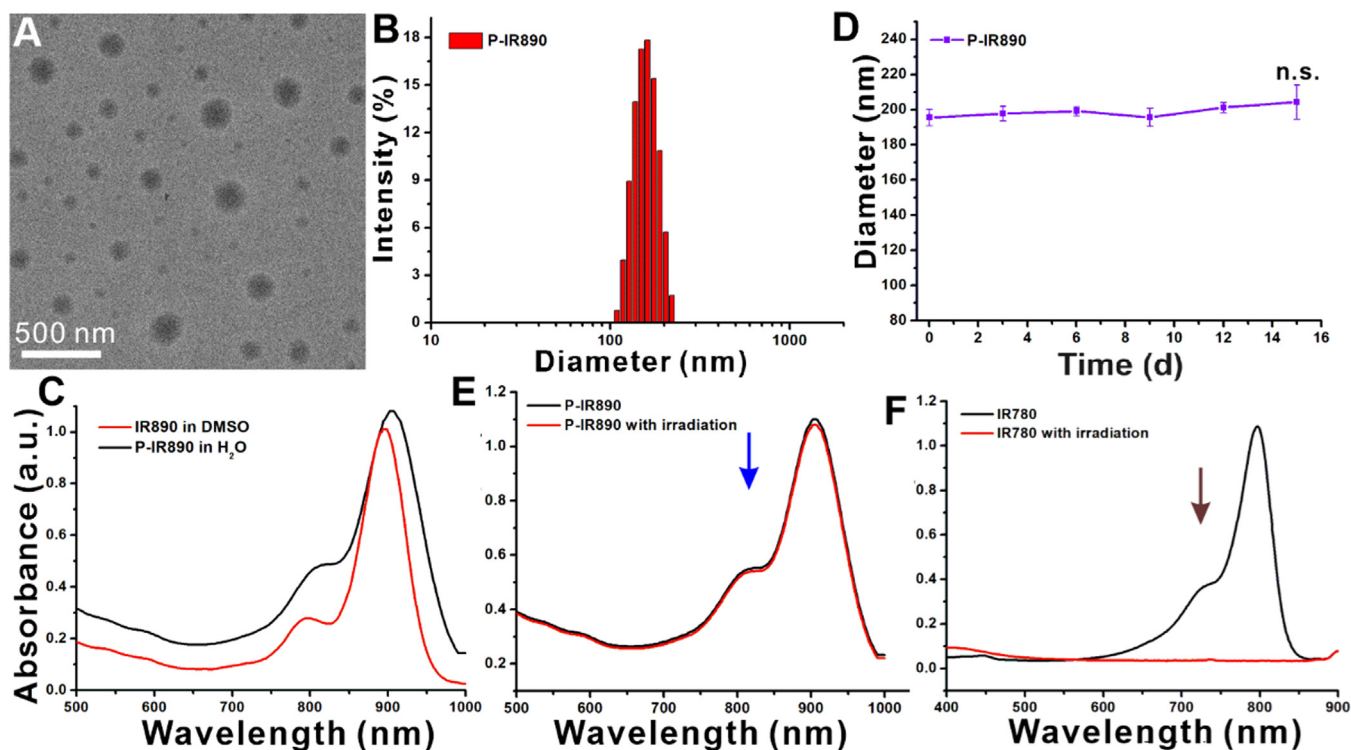 A
500 nm
B
P-IR890
Intensity (%)
18
15
12
9
6
3
0
10
100
1000
Diameter (nm)
D
P-IR890
n.s.
Diameter (nm)
240
220
200
180
160
140
120
100
80
0
2
4
6
8
10
12
14
16
Time (d)
C
IR890 in DMSO
P-IR890 in H₂O
Absorbance (a.u.)
1.0
0.8
0.6
0.4
0.2
0.0
500
600
700
800
900
1000
Wavelength (nm)
E
P-IR890
P-IR890 with irradiation
1.2
1.0
0.8
0.6
0.4
0.2
500
600
700
800
900
1000
Wavelength (nm)
F
IR780
IR780 with irradiation
1.2
1.0
0.8
0.6
0.4
0.2
0.0
400
500
600
700
800
900
Wavelength (nm)